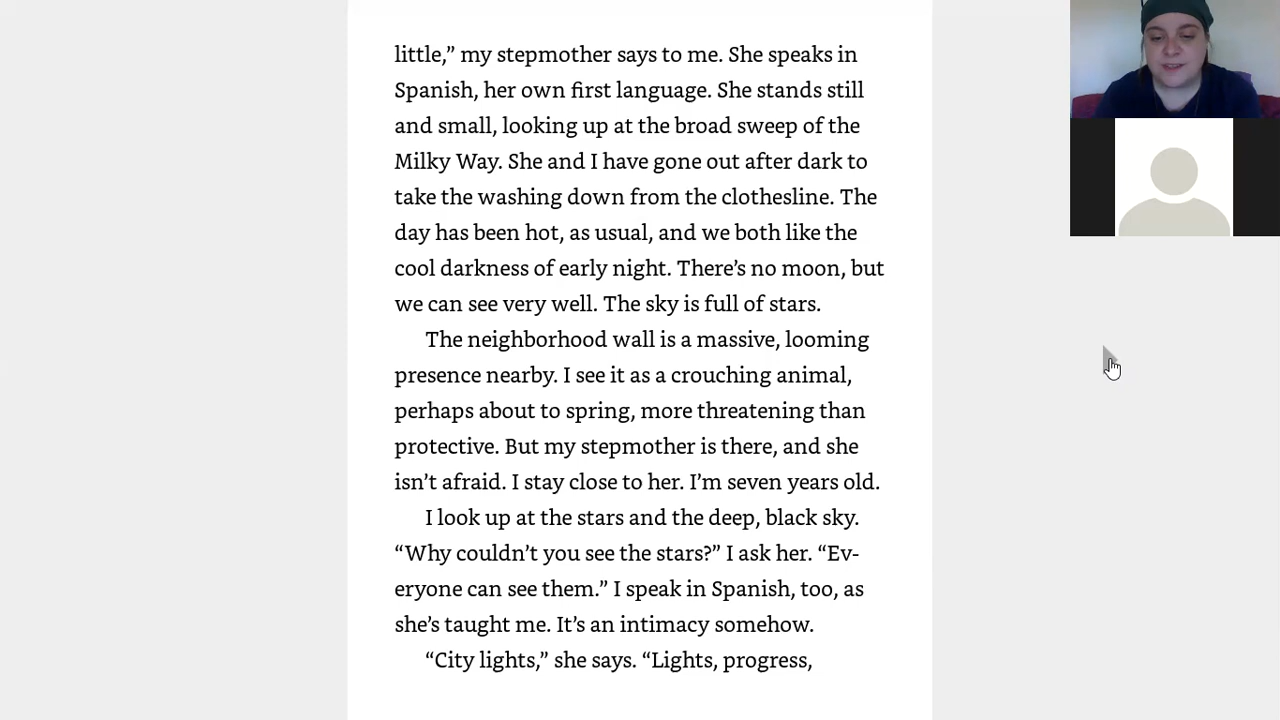 little,” my stepmother says to me. She speaks in
Spanish, her own first language. She stands still
and small, looking up at the broad sweep of the
Milky Way. She and I have gone out after dark to
take the washing down from the clothesline. The
day has been hot, as usual, and we both like the
cool darkness of early night. There’s no moon, but
we can see very well. The sky is full of stars.
The neighborhood wall is a massive, looming
presence nearby. I see it as a crouching animal,
perhaps about to spring, more threatening than
protective. But my stepmother is there, and she
isn’t afraid. I stay close to her. I’m seven years old.
I look up at the stars and the deep, black sky.
“Why couldn’t you see the stars?” I ask her. “Ev-
eryone can see them.” I speak in Spanish, too, as
she’s taught me. It’s an intimacy somehow.
“City lights,” she says. “Lights, progress,